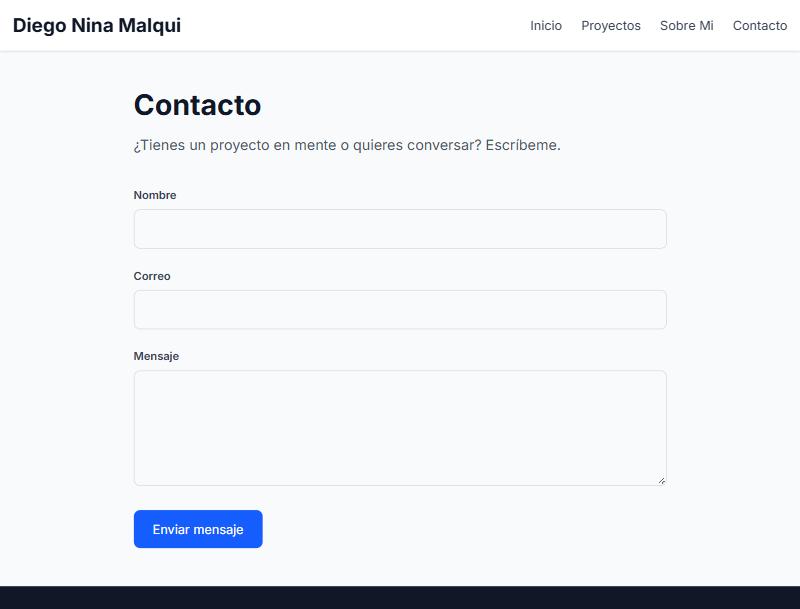 Diego Nina Malqui
Inicio Proyectos Sobre Mi Contacto
Contacto
¿Tienes un proyecto en mente o quieres conversar? Escríbeme.
Nombre
Correo
Mensaje
Enviar mensaje